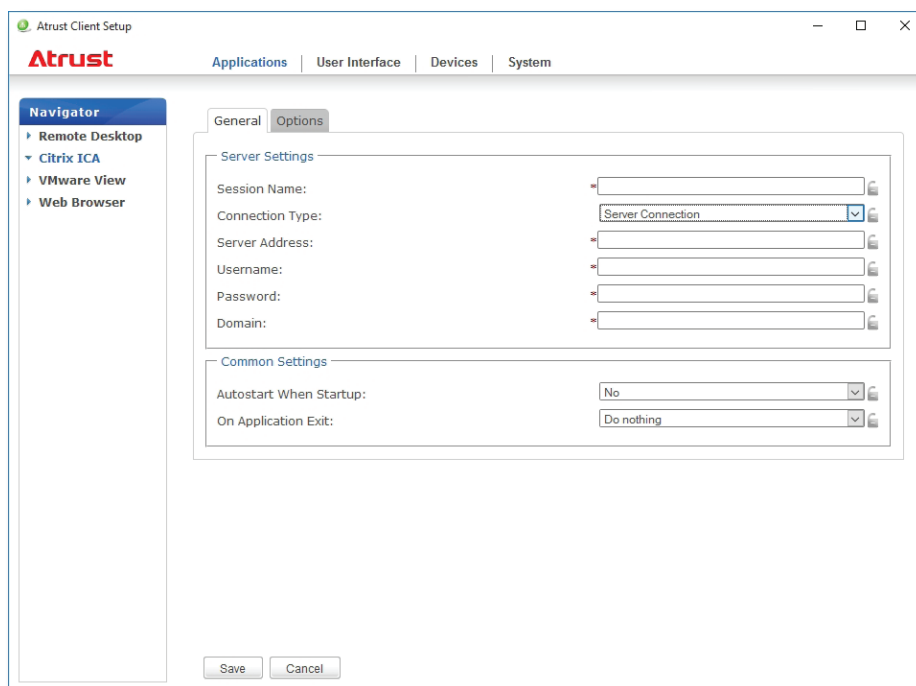 Atrust Client Setup
Atrust
Applications | User Interface | Devices | System
Navigator
Remote Desktop
Citrix ICA
VMware View
Web Browser
General Options
Server Settings
Session Name: *
Connection Type: Server Connection
Server Address: *
Username: *
Password: *
Domain: *
Common Settings
Autostart When Startup: No
On Application Exit: Do nothing
Save Cancel